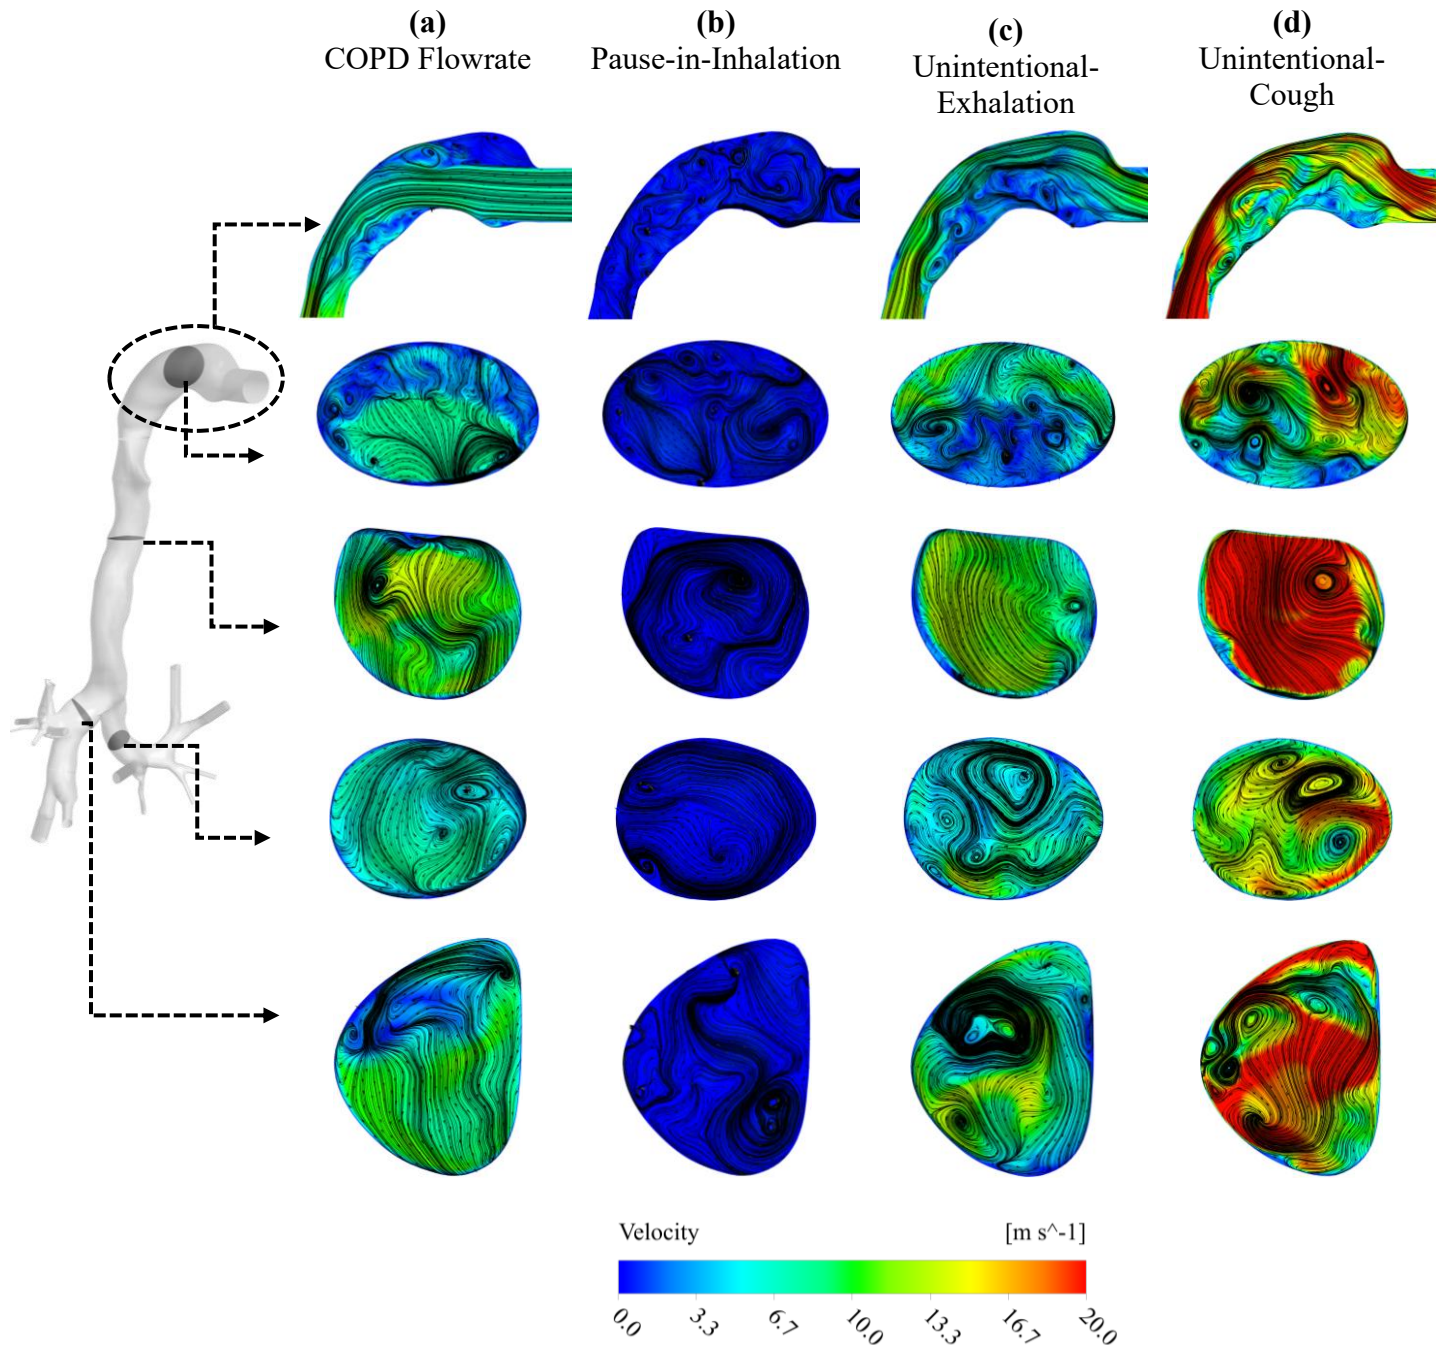 (a)
COPD Flowrate
(b)
Pause-in-Inhalation
(c)
Unintentional-
Exhalation
(d)
Unintentional-
Cough
Velocity
[m s^-1]
0.0
3.3
6.7
10.0
13.3
16.7
20.0